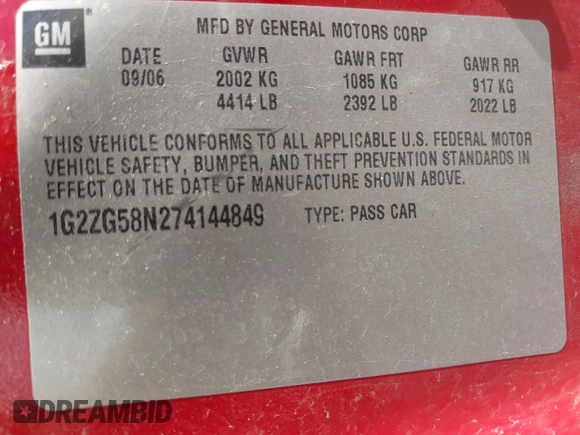 GM
MFD BY GENERAL MOTORS CORP
DATE GVWR GAWR FRT GAWR RR
09/06 2002 KG 1085 KG 917 KG
4414 LB 2392 LB 2022 LB
THIS VEHICLE CONFORMS TO ALL APPLICABLE U.S. FEDERAL MOTOR
VEHICLE SAFETY, BUMPER, AND THEFT PREVENTION STANDARDS IN
EFFECT ON THE DATE OF MANUFACTURE SHOWN ABOVE.
1G2ZG58N274144849 TYPE: PASS CAR
DREAMBID